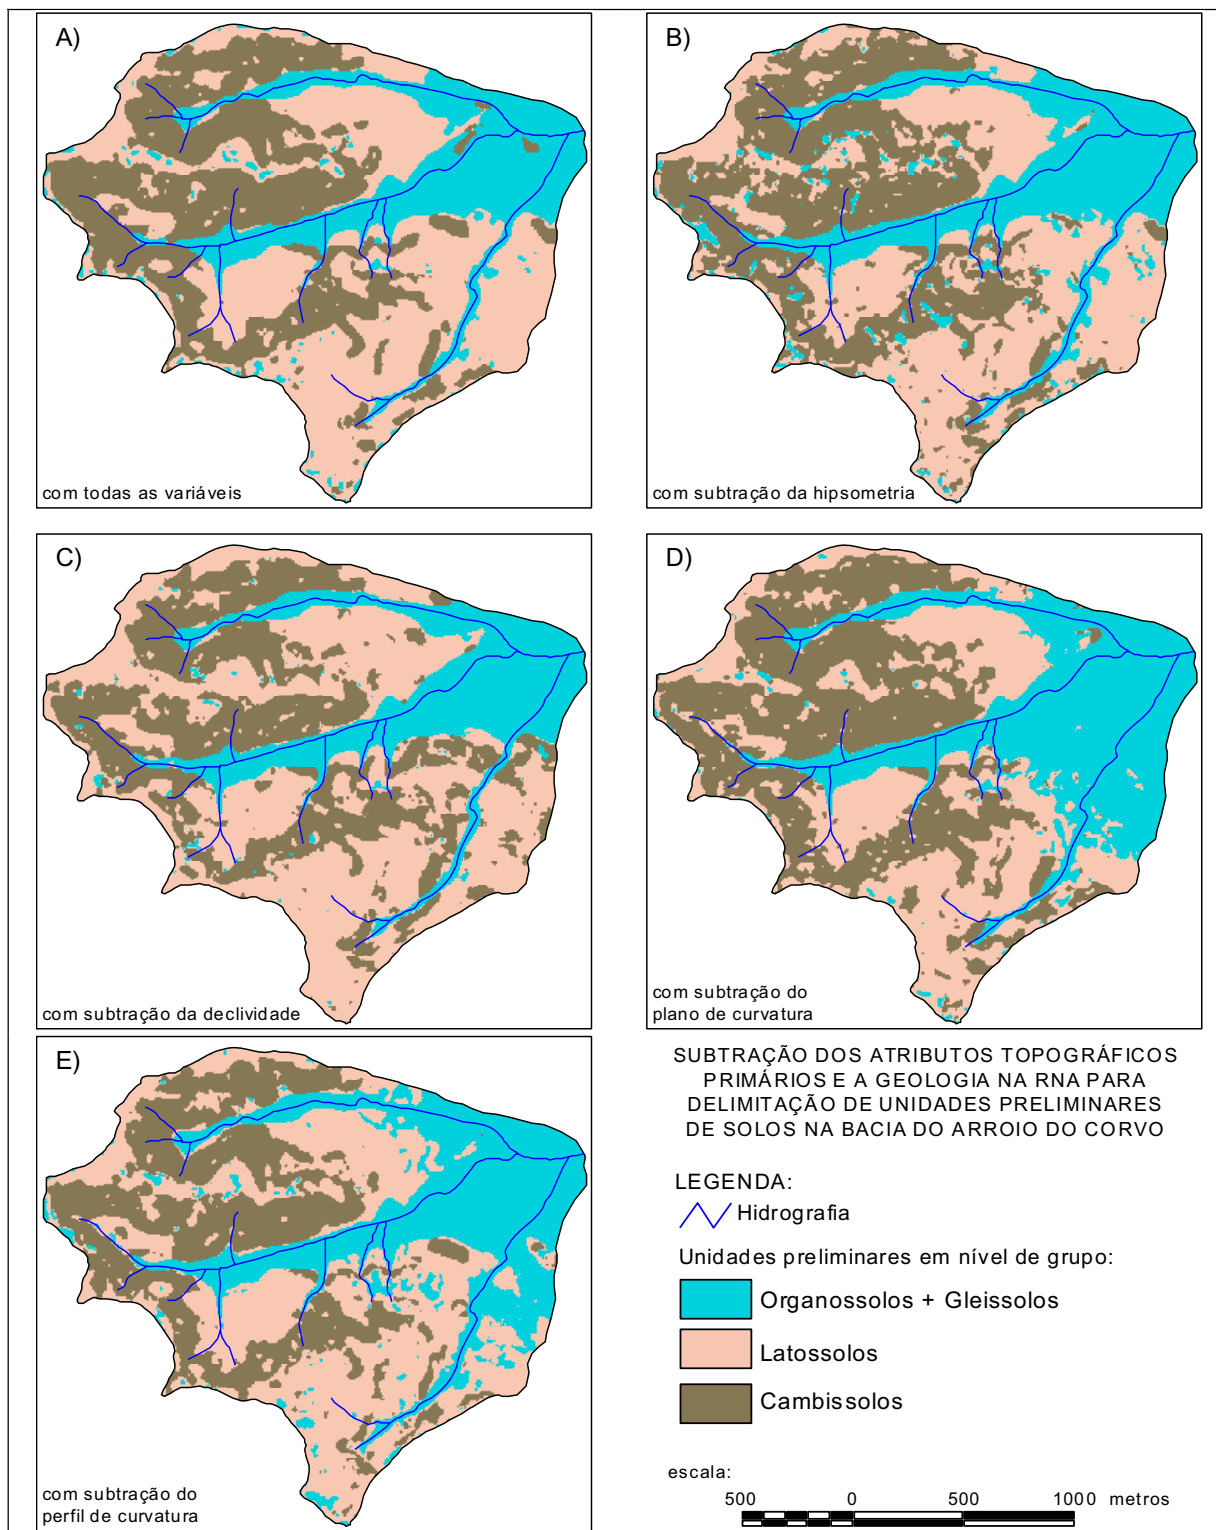 A)
com todas as variáveis
B)
com subtração da hipsometria
C)
com subtração da declividade
D)
com subtração do
plano de curvatura
E)
com subtração do
perfil de curvatura
SUBTRAÇÃO DOS ATRIBUTOS TOPOGRÁFICOS
PRIMÁRIOS E A GEOLOGIA NA RNA PARA
DELIMITAÇÃO DE UNIDADES PRELIMINARES
DE SOLOS NA BACIA DO ARROIO DO CORVO
LEGENDA:
Hidrografia
Unidades preliminares em nível de grupo:
Organossolos + Gleissolos
Latossolos
Cambissolos
escala:
500 0 500 1000 metros